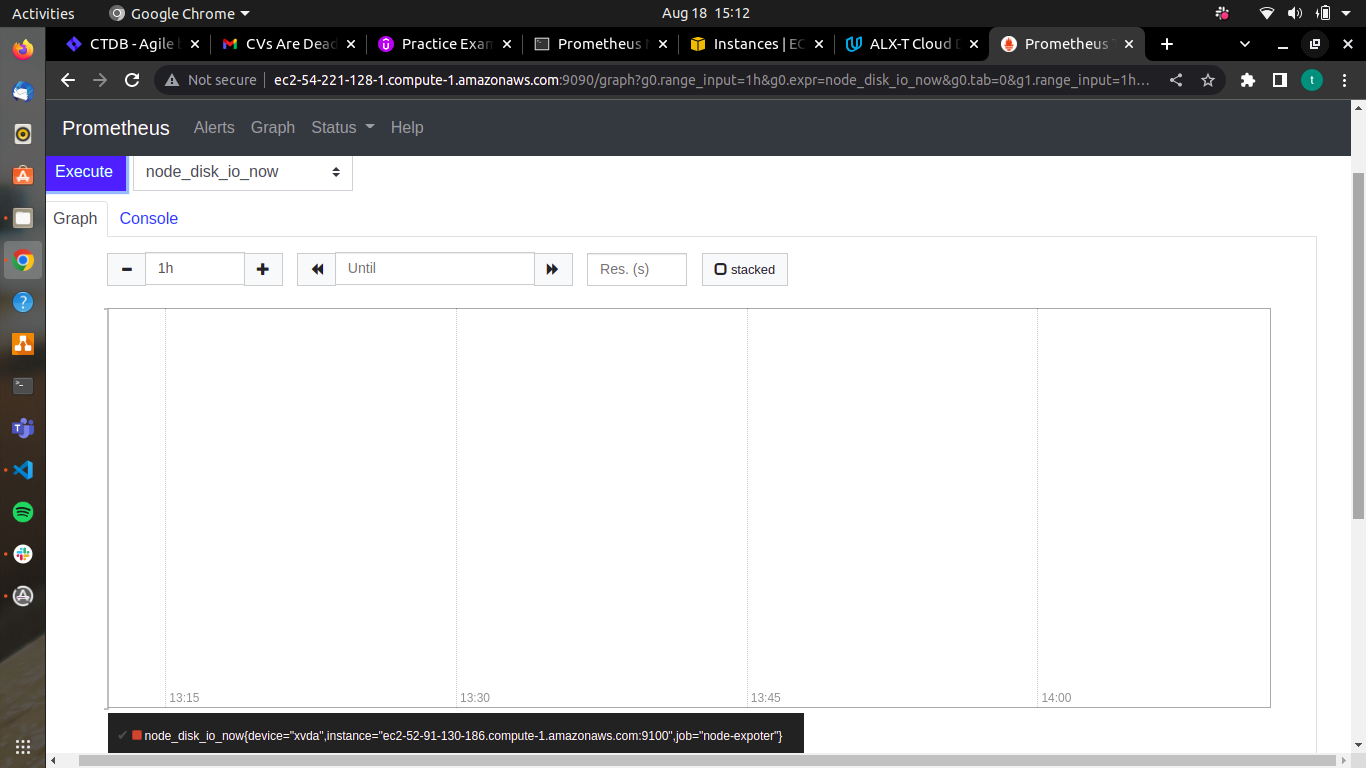 Activities
Google Chrome
Aug 18 15:12
CTDB - Agile
CVs Are Dead
Practice Exam
Prometheus
Instances | EC
ALX-T Cloud D
Prometheus
Not secure
ec2-54-221-128-1.compute-1.amazonaws.com:9090/graph?g0.range_input=1h&g0.expr=node_disk_io_now&g0.tab=0&g1.range_input=1h...
t
Prometheus
Alerts
Graph
Status
Help
Execute
node_disk_io_now
Graph
Console
1h
Until
Res. (s)
stacked
13:15
13:30
13:45
14:00
node_disk_io_now{device="xvda",instance="ec2-52-91-130-186.compute-1.amazonaws.com:9100",job="node-expoter"}